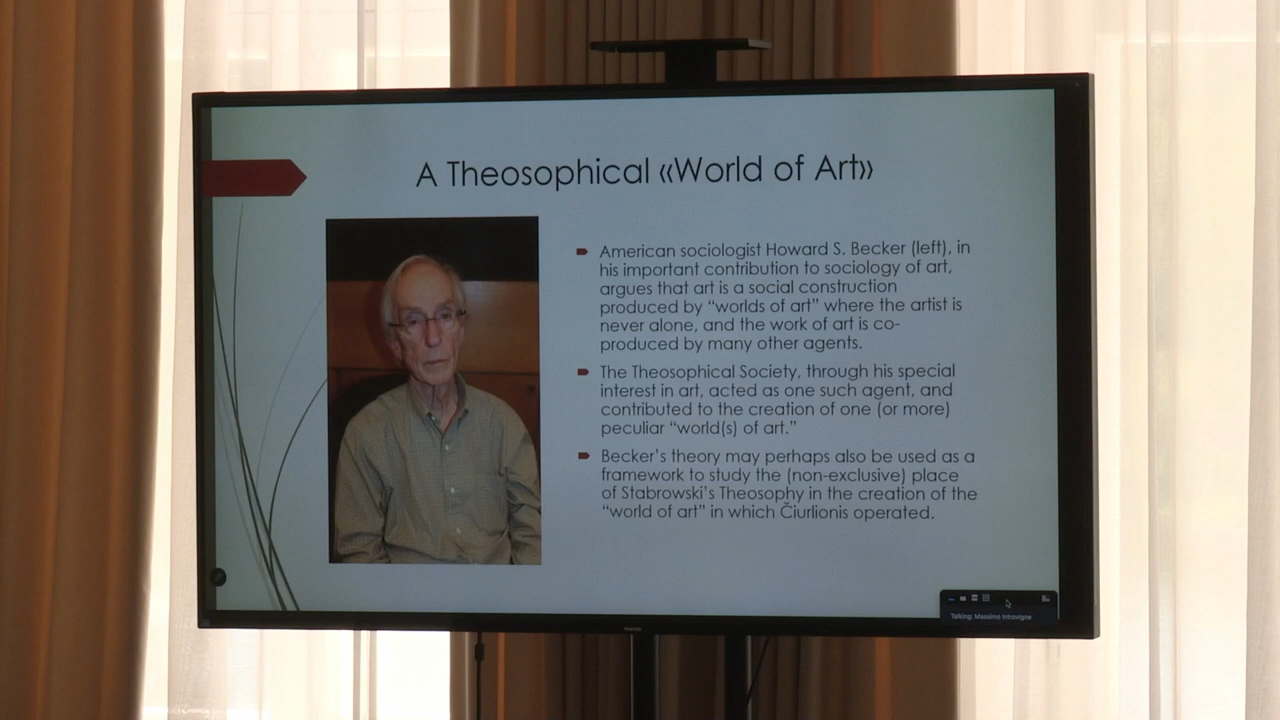 A Theosophical «World of Art»
American sociologist Howard S. Becker (left), in
his important contribution to sociology of art,
argues that art is a social construction
produced by “worlds of art” where the artist is
never alone, and the work of art is co-
produced by many other agents.
The Theosophical Society, through his special
interest in art, acted as one such agent, and
contributed to the creation of one (or more)
peculiar “world(s) of art.”
Becker’s theory may perhaps also be used as a
framework to study the (non-exclusive) place
of Stabrowski’s Theosophy in the creation of the
“world of art” in which Čiurlionis operated.
Talking: Massimo Introvigne
PHILIPS